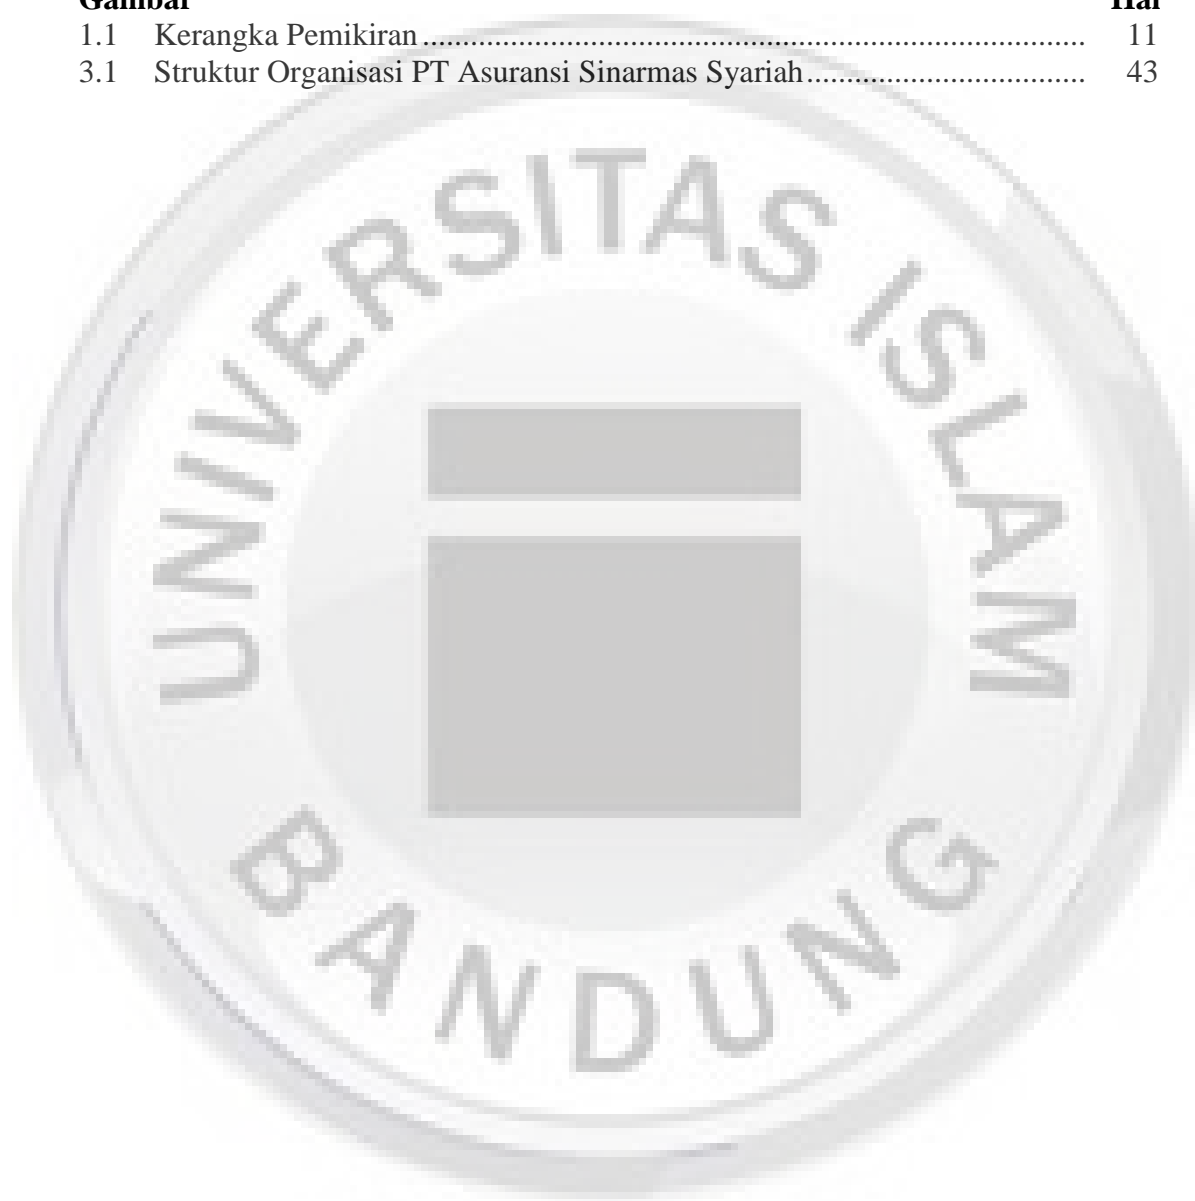 Gambar Hal
1.1 Kerangka Pemikiran ................................................................................ 11
3.1 Struktur Organisasi PT Asuransi Sinarmas Syariah .................................. 43
UNIVERSITAS ISLAM
BANDUNG